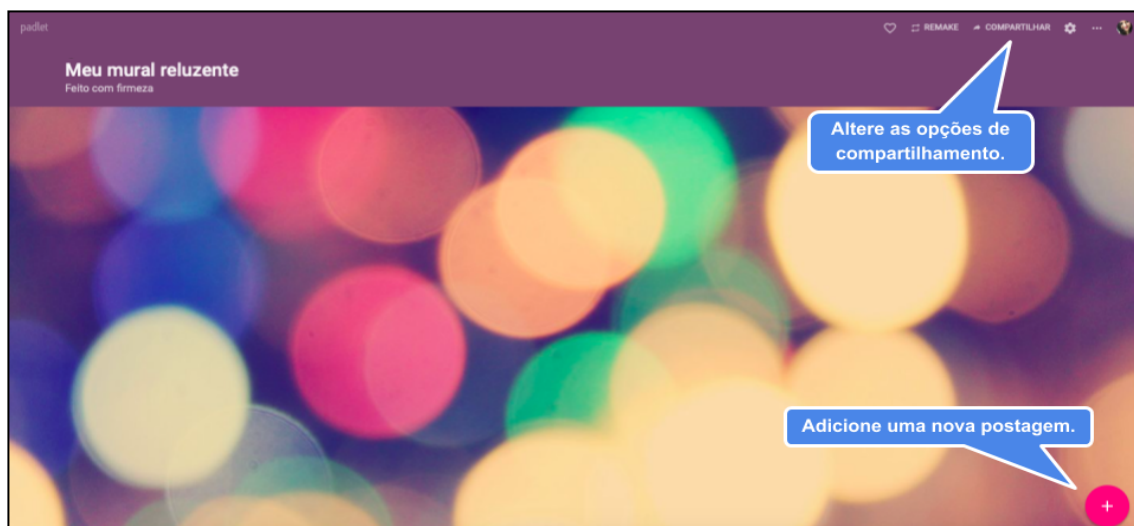 padlet
REMAKE
COMPARTILHAR
Meu mural reluzente
Feito com firmeza
Altere as opções de
compartilhamento.
Adicione uma nova postagem.